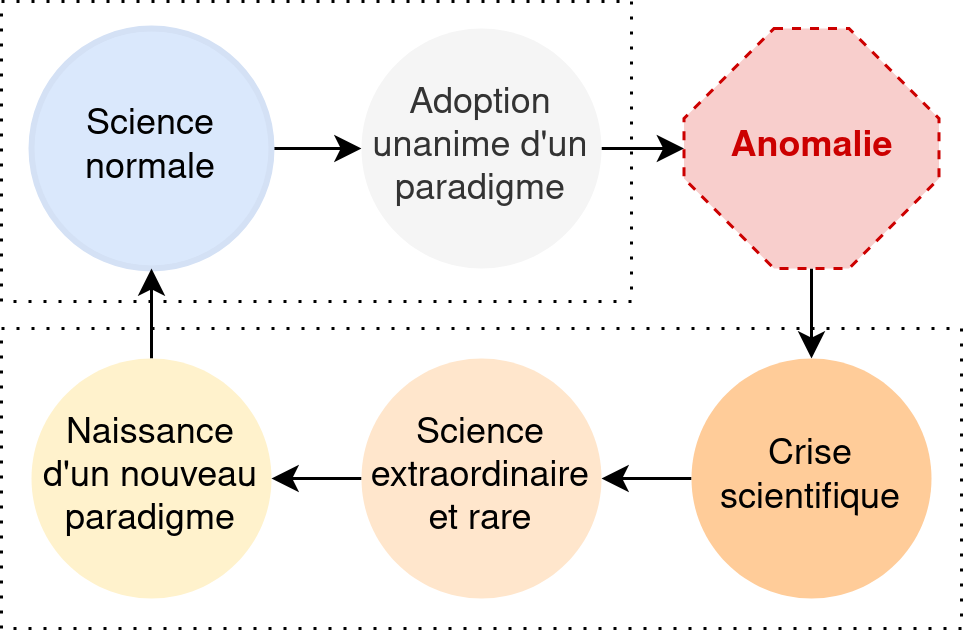 Science
normale
Adoption
unanime d'un
paradigme
Anomalie
Naissance
d'un nouveau
paradigme
Science
extraordinaire
et rare
Crise
scientifique